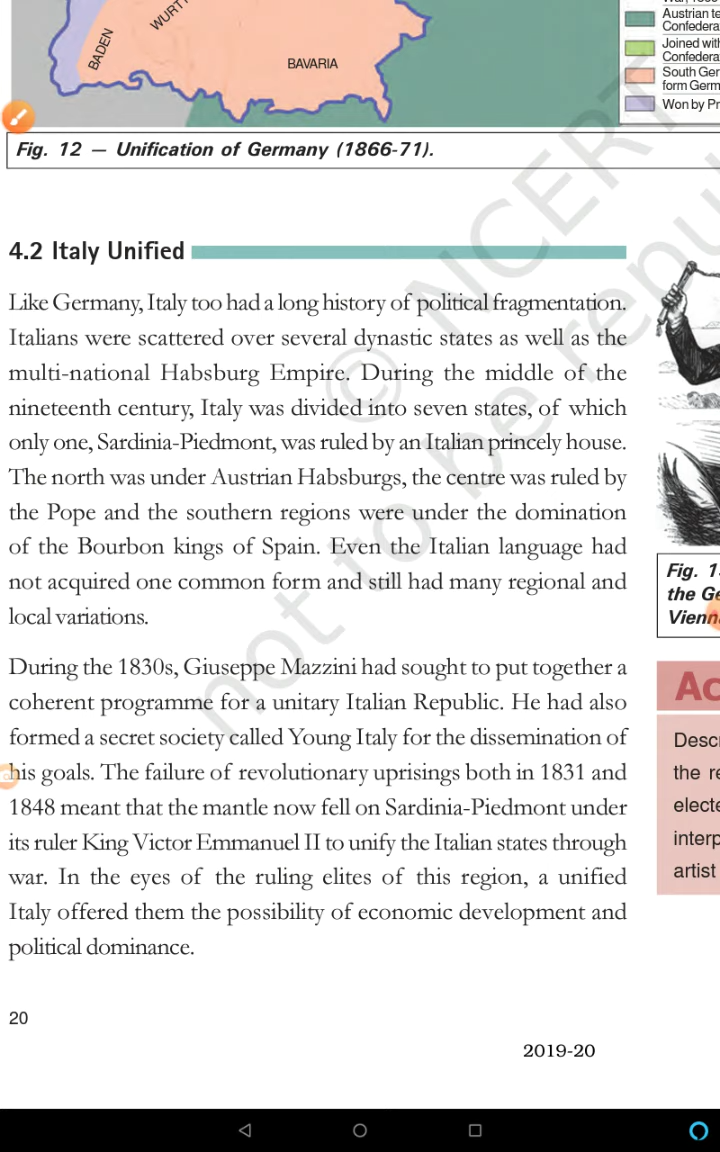 BADEN
WURTT
BAVARIA
Austrian te
Confedera
Joined with
Confedera
South Ger
form Germ
Won by Pr
Fig. 12 — Unification of Germany (1866-71).
4.2 Italy Unified
Like Germany, Italy too had a long history of political fragmentation.
Italians were scattered over several dynastic states as well as the
multi-national Habsburg Empire. During the middle of the
nineteenth century, Italy was divided into seven states, of which
only one, Sardinia-Piedmont, was ruled by an Italian princely house.
The north was under Austrian Habsburgs, the centre was ruled by
the Pope and the southern regions were under the domination
of the Bourbon kings of Spain. Even the Italian language had
not acquired one common form and still had many regional and
local variations.
During the 1830s, Giuseppe Mazzini had sought to put together a
coherent programme for a unitary Italian Republic. He had also
formed a secret society called Young Italy for the dissemination of
his goals. The failure of revolutionary uprisings both in 1831 and
1848 meant that the mantle now fell on Sardinia-Piedmont under
its ruler King Victor Emmanuel II to unify the Italian states through
war. In the eyes of the ruling elites of this region, a unified
Italy offered them the possibility of economic development and
political dominance.
Fig. 1
the Ge
Vienn
Ac
Descr
the re
electe
interp
artist
20
2019-20
© NCERT
not to be repu